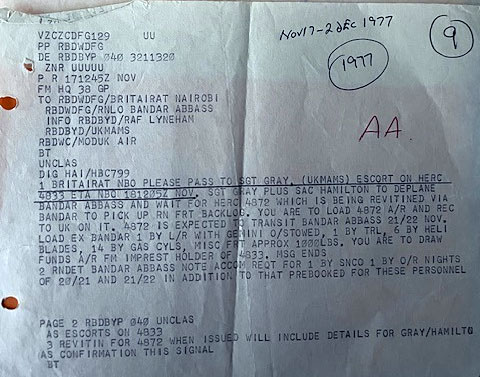 VZCZCDFG129 UU
PP RBDWDFG
DE RBDBYP 040 3211320
ZNR UUUUU
P R 171245Z NOV
FM HQ 38 GP
TO RBDWDFG/BRITAIRAT NAIROBI
RBDWDFG/RNLO BANDAR ABBASS
INFO RBDBYD/RAF LYNEHAM
RBDBYD/UKMAMS
RBDWC/MODUK AIR
BT
UNCLAS
DIG HAI/HBC799
1 BRITAIRAT NBO PLEASE PASS TO SGT GRAY, (UKMAMS) ESCORT ON HERC
4833 ETA NBO 181205Z NOV. SGT GRAY PLUS SAC HAMILTON TO DEPLANE
BANDAR ABBASS AND WAIT FOR HERC 4872 WHICH IS BEING REVITINED VIA
BANDAR TO PICK UP RN FRT BACKLOG. YOU ARE TO LOAD 4872 A/R AND REC
TO UK ON IT. 4872 IS EXPECTED TO TRANSIT BANDAR ABBASS 21/22 NOV.
LOAD EX BANDAR 1 BY L/R WITH GEMINI O/STOWED, 1 BY TRL, 6 BY HELI
BLADES, 14 BY GAS CYLS, MISC FRT APPROX 1000LBS. YOU ARE TO DRAW
FUNDS A/R FM IMPREST HOLDER OF 4833. MSG ENDS
2 RNDET BANDAR ABBASS NOTE ACCOM REQT FOR 1 BY SNCO 1 BY O/R NIGHTS
OF 20/21 AND 21/22 IN ADDITION TO THAT PREBOOKED FOR THESE PERSONNEL
PAGE 2 RBDBYP 040 UNCLAS
AS ESCORTS ON 4833
3 REVITIN FOR 4872 WHEN ISSUED WILL INCLUDE DETAILS FOR GRAY/HAMILTO
AS CONFIRMATION THIS SIGNAL
BT
NOV17-2 DEC 1977
1977
9
AA.